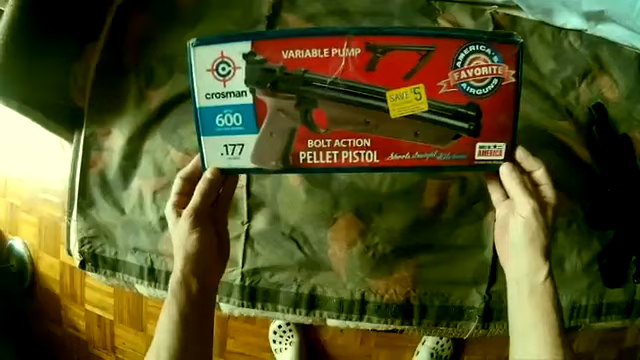 VARIABLE PUMP
AMERICA'S
FAVORITE
AIRGUNS
crosman
SAVE $5
600
.177
BOLT ACTION
PELLET PISTOL
AMERICA